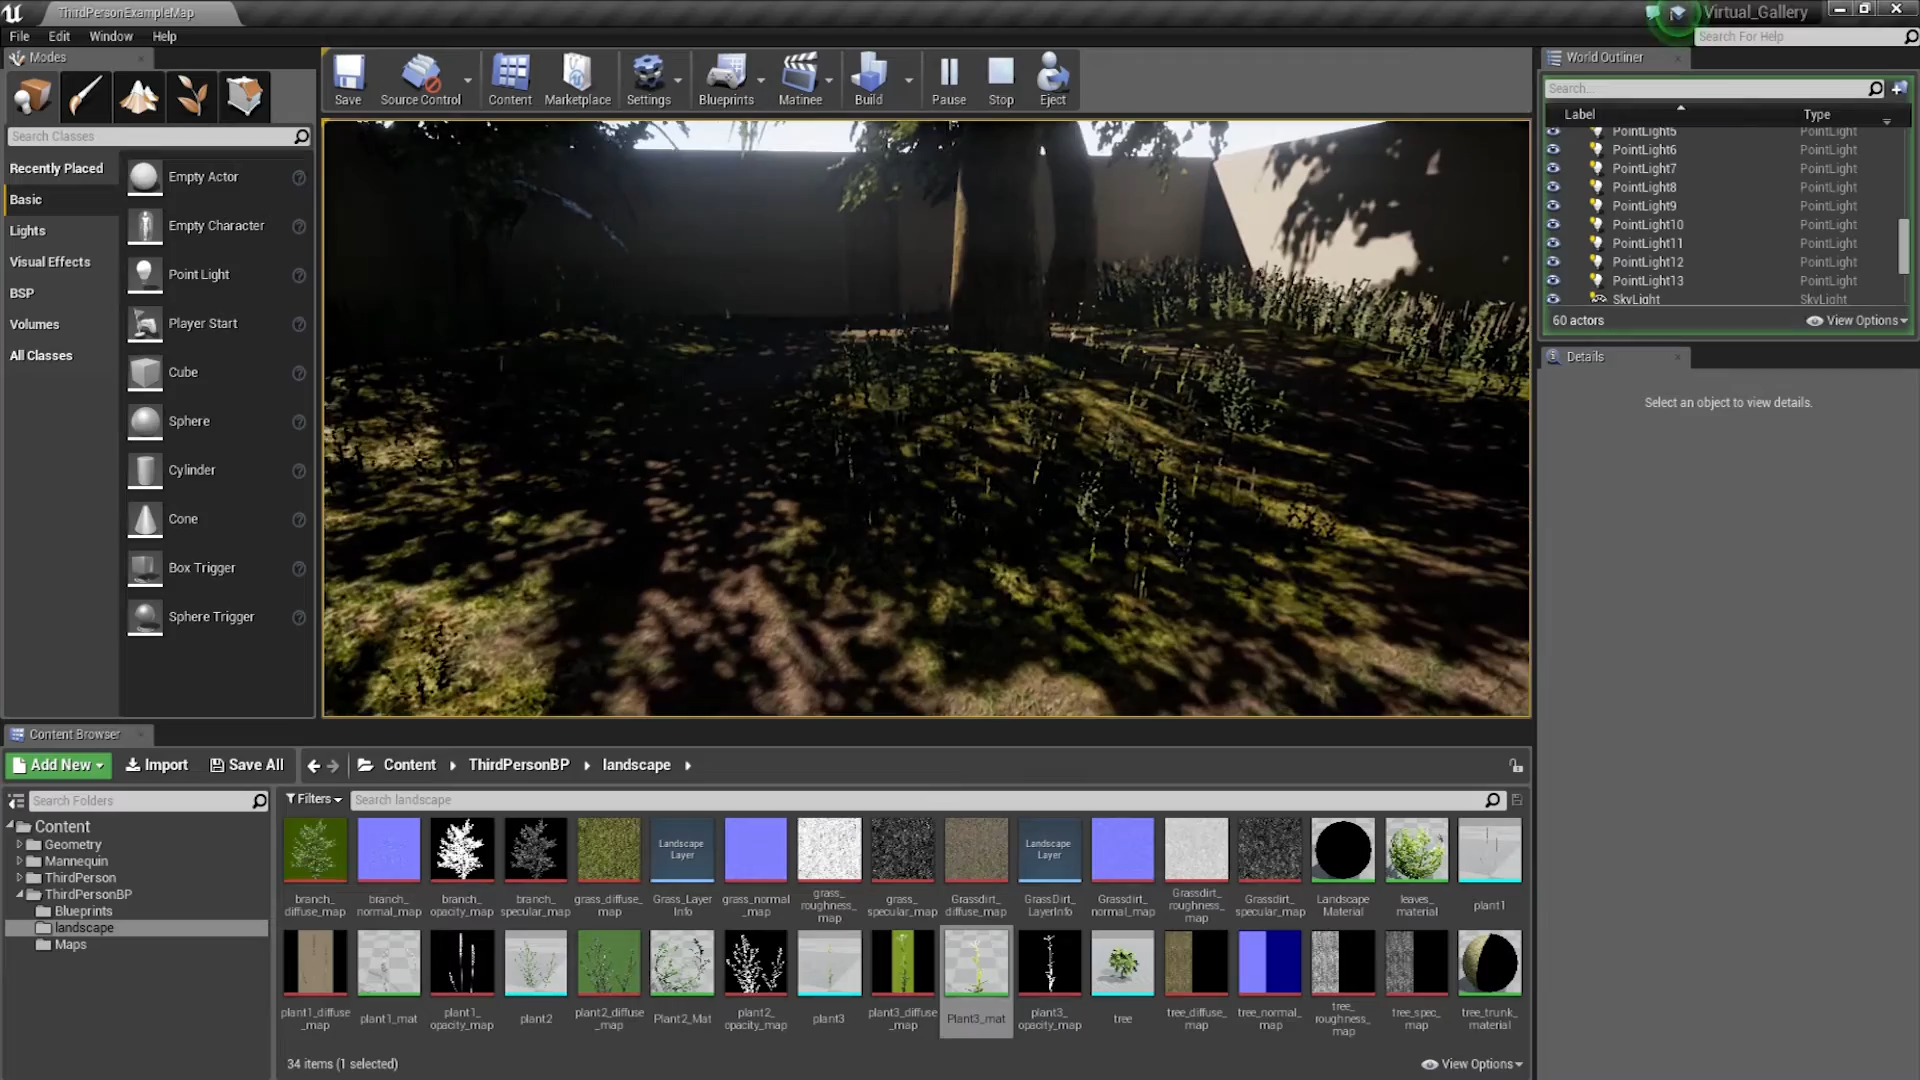 ThirdPersonExampleMap
Virtual_Gallery
File Edit Window Help
Search For Help
Modes
Search Classes
Recently Placed
Basic
Lights
Visual Effects
BSP
Volumes
All Classes
Empty Actor
Empty Character
Point Light
Player Start
Cube
Sphere
Cylinder
Cone
Box Trigger
Sphere Trigger
Save Source Control Content Marketplace Settings Blueprints Matinee Build Pause Stop Eject
World Outliner
Search...
Label Type
PointLight5 PointLight
PointLight6 PointLight
PointLight7 PointLight
PointLight8 PointLight
PointLight9 PointLight
PointLight10 PointLight
PointLight11 PointLight
PointLight12 PointLight
PointLight13 PointLight
SkyLight SkyLight
60 actors View Options
Details
Select an object to view details.
Content Browser
Add New Import Save All Content ThirdPersonBP landscape
Search Folders
Filters Search landscape
Content
Geometry
Mannequin
ThirdPerson
ThirdPersonBP
Blueprints
landscape
Maps
Landscape Layer
Landscape Layer
branch_diffuse_map
branch_normal_map
branch_opacity_map
branch_specular_map
grass_diffuse_map
Grass_LayerInfo
grass_normal_map
grass_roughness_map
grass_specular_map
Grassdirt_diffuse_map
GrassDirt_LayerInfo
Grassdirt_normal_map
Grassdirt_roughness_map
Grassdirt_specular_map
Landscape Material
leaves_material
plant1
plant1_diffuse_map
plant1_mat
plant1_opacity_map
plant2
plant2_diffuse_map
Plant2_Mat
plant2_opacity_map
plant3
plant3_diffuse_map
Plant3_mat
plant3_opacity_map
tree
tree_diffuse_map
tree_normal_map
tree_roughness_map
tree_spec_map
tree_trunk_material
34 items (1 selected) View Options